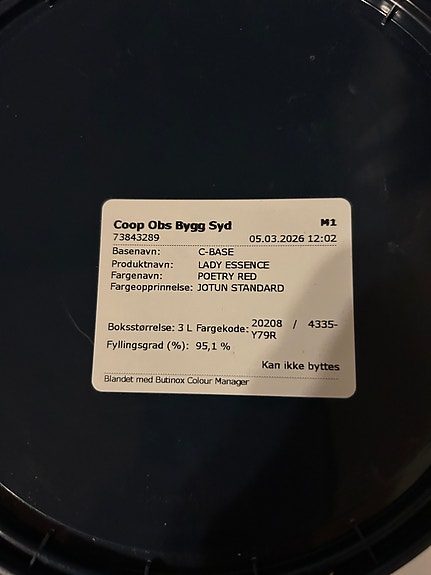 Coop Obs Bygg Syd M1
73843289 05.03.2026 12:02
Basenavn: C-BASE
Produktnavn: LADY ESSENCE
Fargenavn: POETRY RED
Fargeopprinnelse: JOTUN STANDARD
Boksstørrelse: 3 L Fargekode: 20208 / 4335-
Y79R
Fyllingsgrad (%): 95,1 %
Kan ikke byttes
Blandet med Butinox Colour Manager